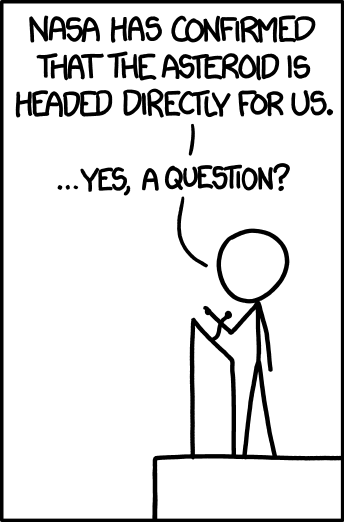 NASA HAS CONFIRMED
THAT THE ASTEROID IS
HEADED DIRECTLY FOR US.
...YES, A QUESTION?